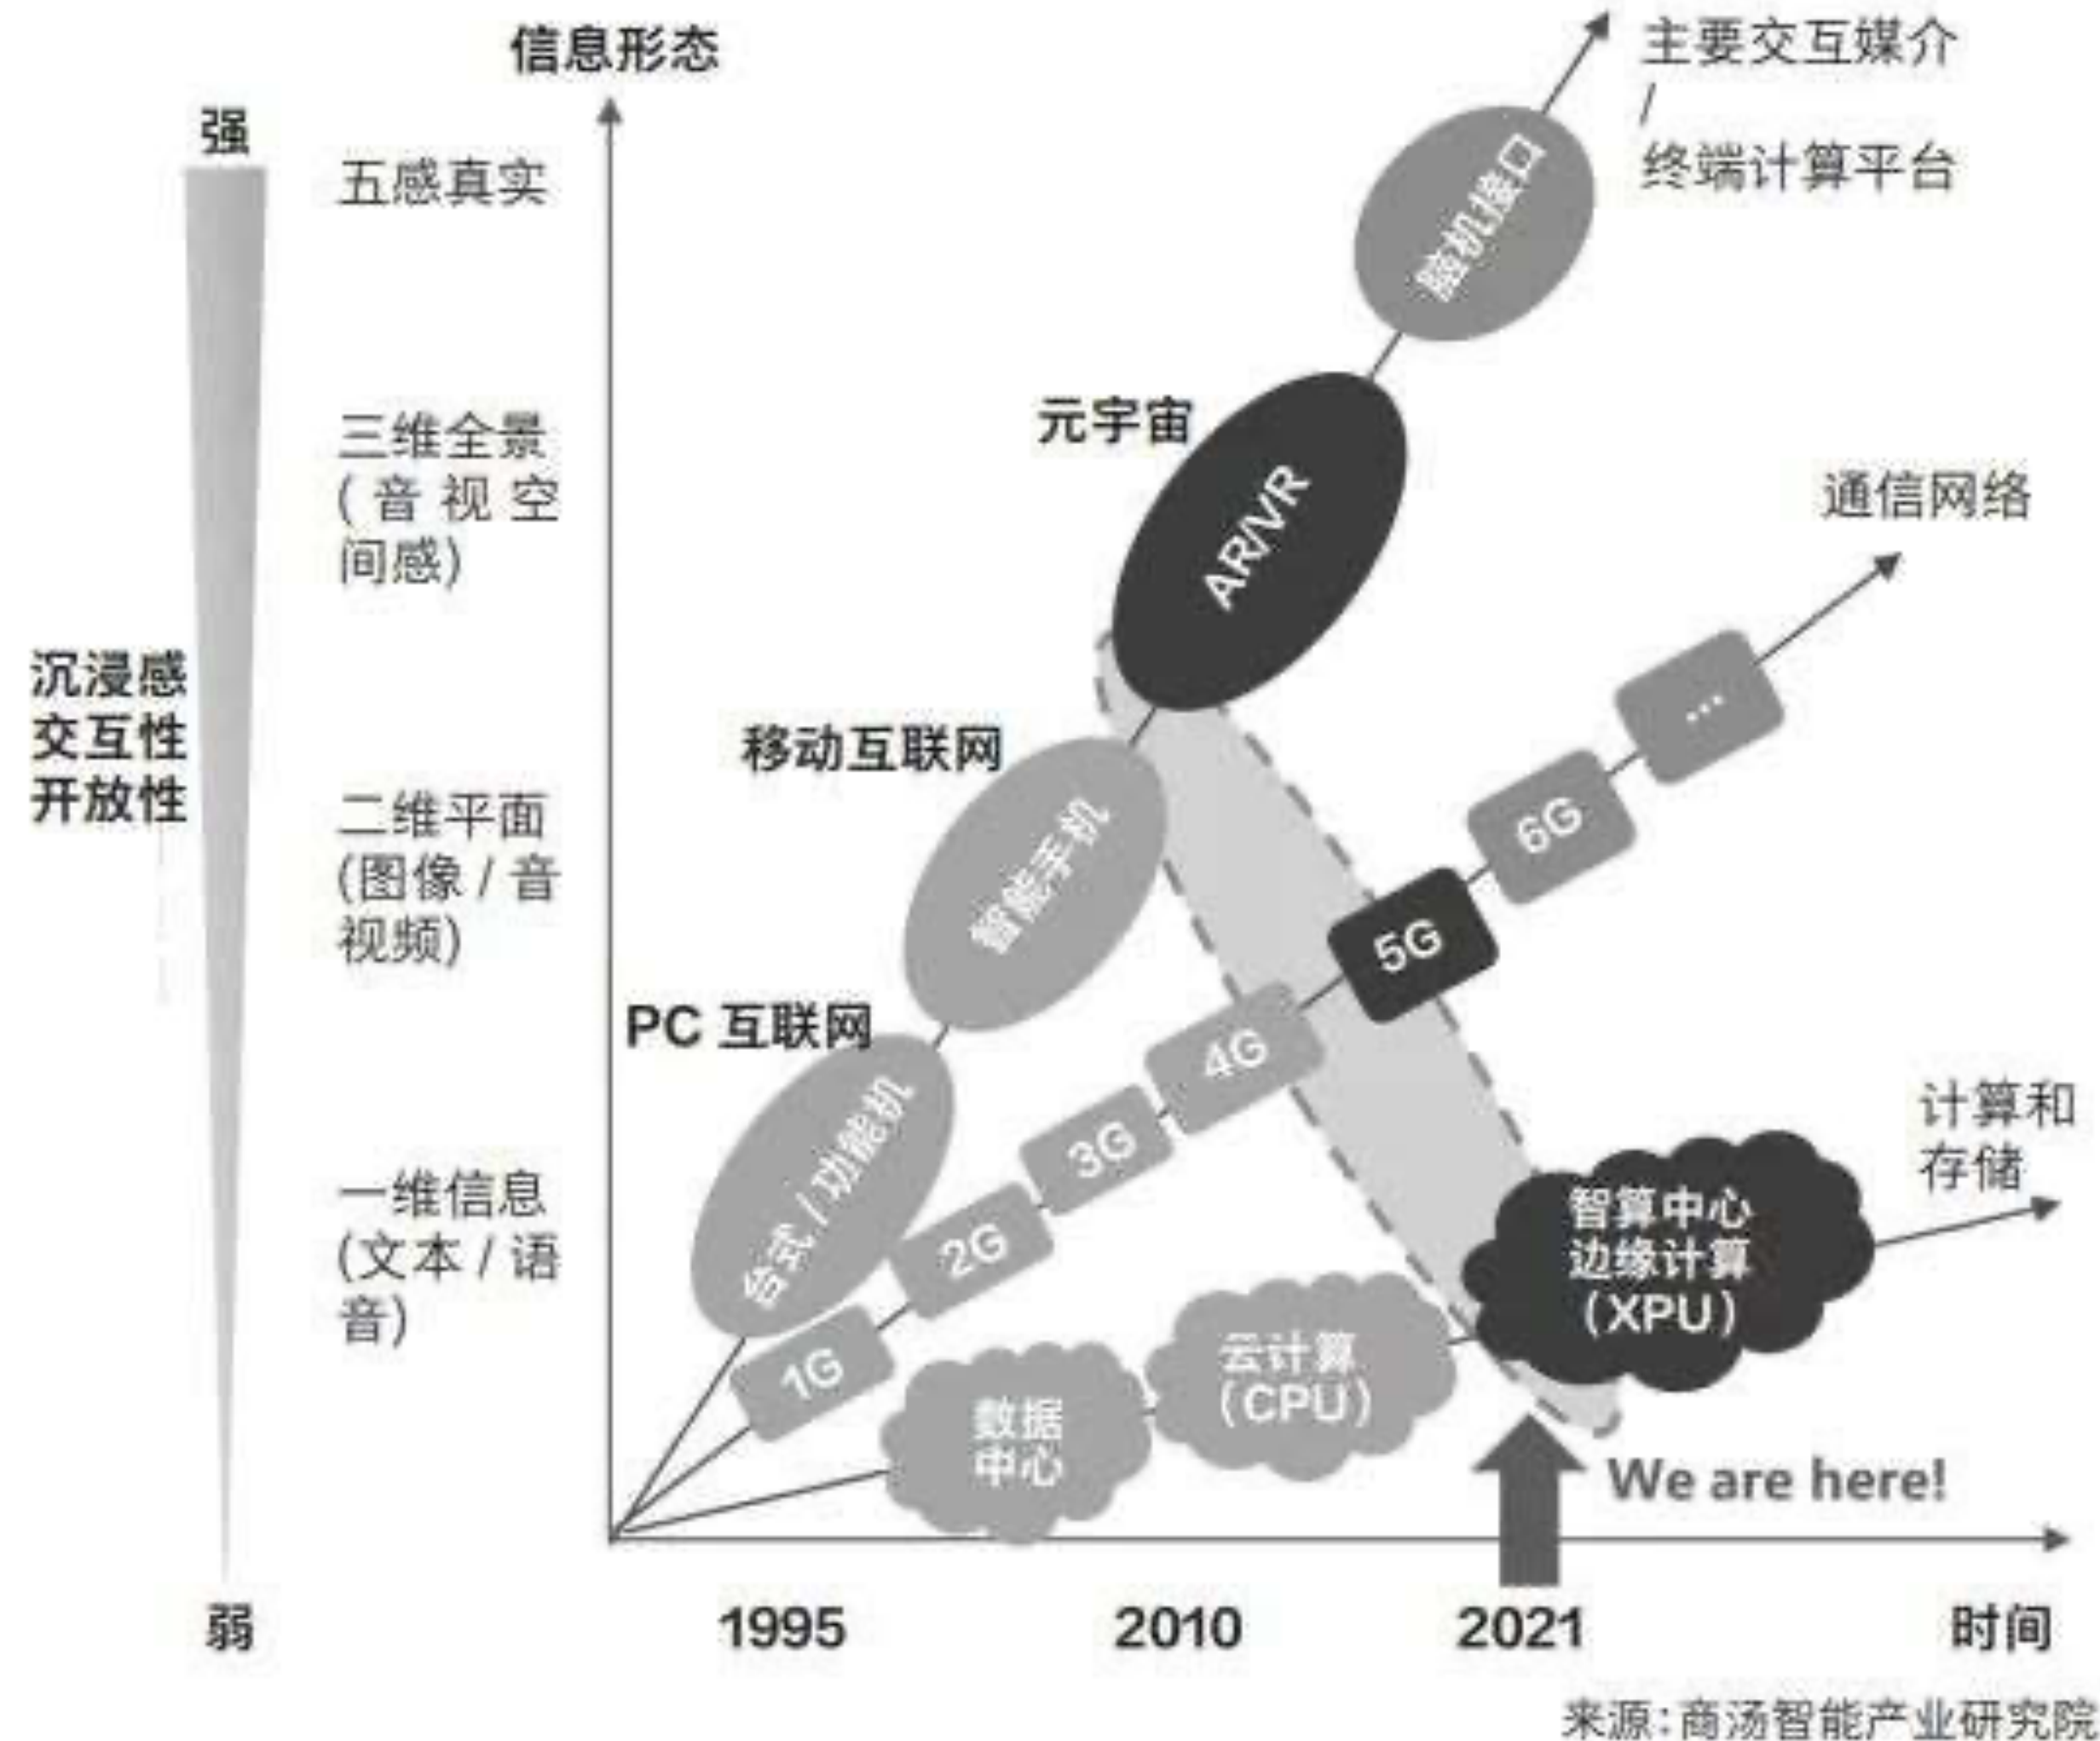 信息形态
主要交互媒介
/
终端计算平台
强
五感真实
脑机接口
元宇宙
三维全景
(音视空
间感)
AR/VR
通信网络
沉浸感
交互性
开放性
移动互联网
二维平面
(图像 / 音
视频)
智能手机
...
6G
5G
PC 互联网
4G
3G
台式 / 功能机
2G
1G
一维信息
(文本 / 语
音)
计算和
存储
智算中心
边缘计算
(XPU)
云计算
(CPU)
数据
中心
We are here!
弱
1995
2010
2021
时间
来源:商汤智能产业研究院